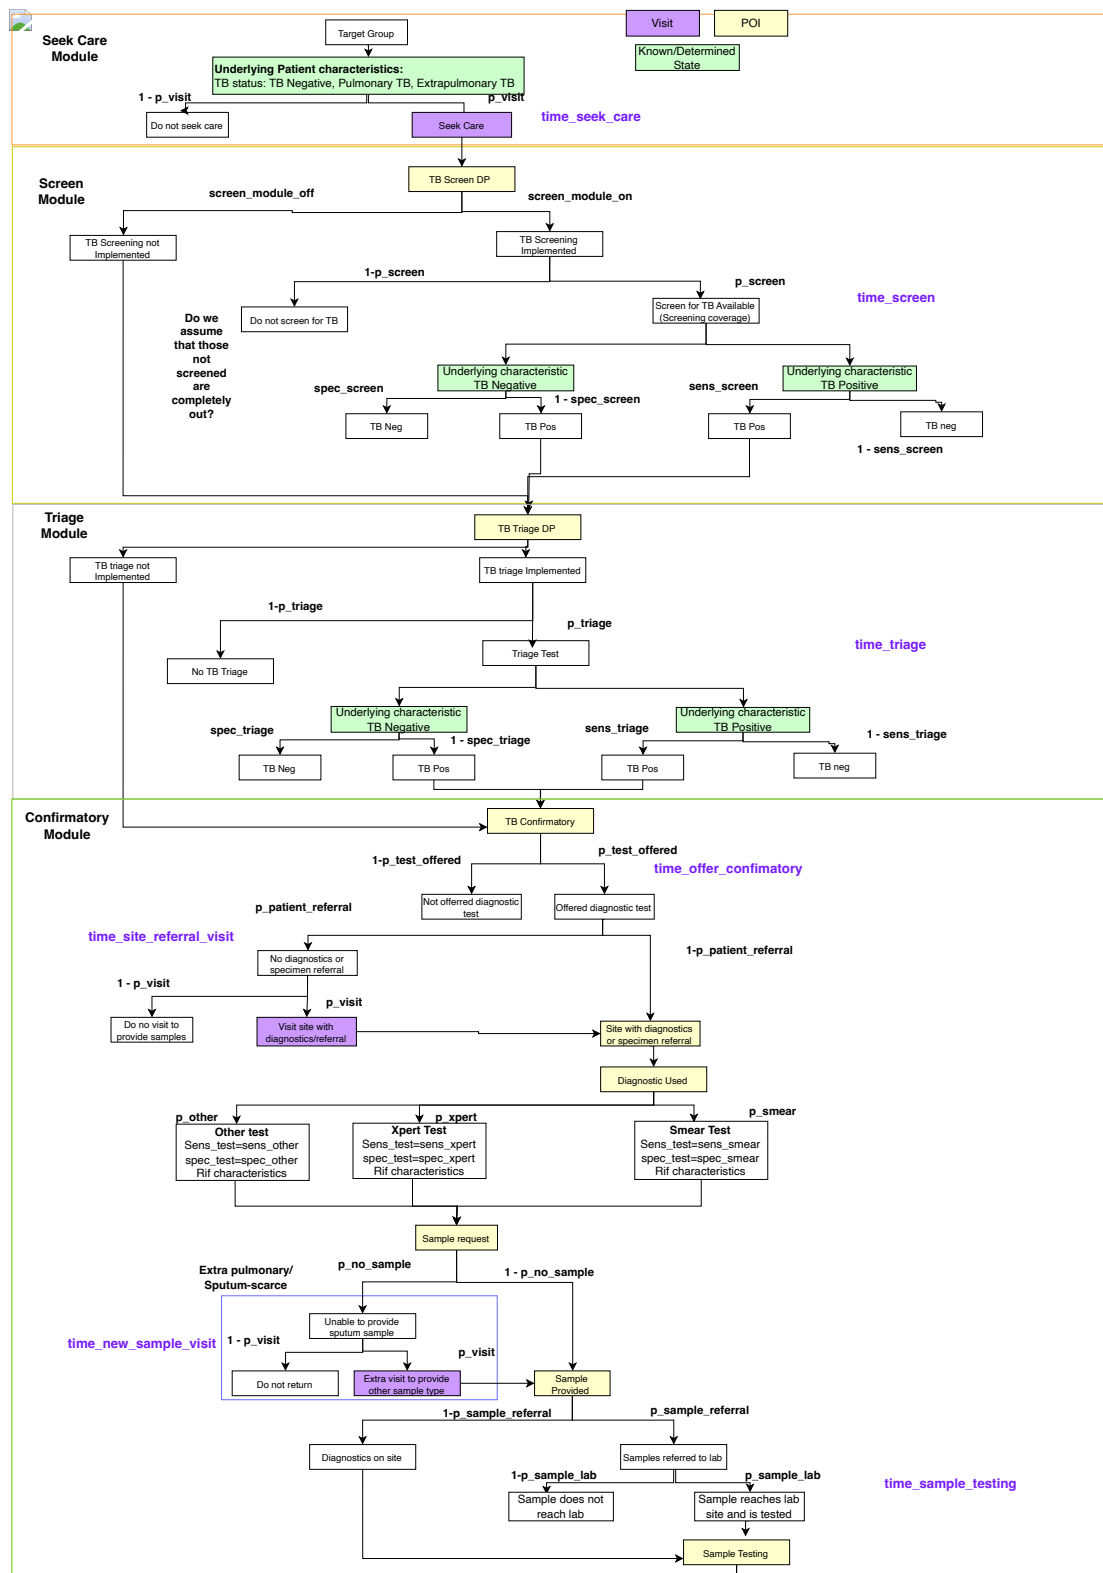 Visit
POI
Known/Determined
State
Seek Care
Module
Target Group
Underlying Patient characteristics:
TB status: TB Negative, Pulmonary TB, Extrapulmonary TB
1 - p_visit
p_visit
time_seek_care
Do not seek care
Seek Care
Screen
Module
TB Screen DP
screen_module_off
screen_module_on
TB Screening not
Implemented
TB Screening
Implemented
1-p_screen
p_screen
time_screen
Do not screen for TB
Screen for TB Available
(Screening coverage)
Do we
assume
that those
not
screened
are
completely
out?
Underlying characteristic
TB Negative
Underlying characteristic
TB Positive
spec_screen
1 - spec_screen
sens_screen
TB Neg
TB Pos
TB Pos
TB neg
1 - sens_screen
Triage
Module
TB Triage DP
TB triage not
Implemented
TB triage Implemented
1-p_triage
p_triage
time_triage
Triage Test
No TB Triage
Underlying characteristic
TB Negative
Underlying characteristic
TB Positive
spec_triage
1 - spec_triage
sens_triage
1 - sens_triage
TB Neg
TB Pos
TB Pos
TB neg
Confirmatory
Module
TB Confirmatory
1-p_test_offered
p_test_offered
time_offer_confimatory
Not offerred diagnostic
test
Offered diagnostic test
p_patient_referral
time_site_referral_visit
1-p_patient_referral
No diagnostics or
specimen referral
1 - p_visit
p_visit
Do no visit to
provide samples
Visit site with
diagnostics/referral
Site with diagnostics
or specimen referral
Diagnostic Used
p_other
p_xpert
p_smear
Other test
Sens_test=sens_other
spec_test=spec_other
Rif characteristics
Xpert Test
Sens_test=sens_xpert
spec_test=spec_xpert
Rif characteristics
Smear Test
Sens_test=sens_smear
spec_test=spec_smear
Rif characteristics
Sample request
p_no_sample
1 - p_no_sample
Extra pulmonary/
Sputum-scarce
Unable to provide
sputum sample
time_new_sample_visit
1 - p_visit
p_visit
Do not return
Extra visit to provide
other sample type
Sample
Provided
1-p_sample_referral
p_sample_referral
Diagnostics on site
Samples referred to lab
1-p_sample_lab
p_sample_lab
time_sample_testing
Sample does not
reach lab
Sample reaches lab
site and is tested
Sample Testing